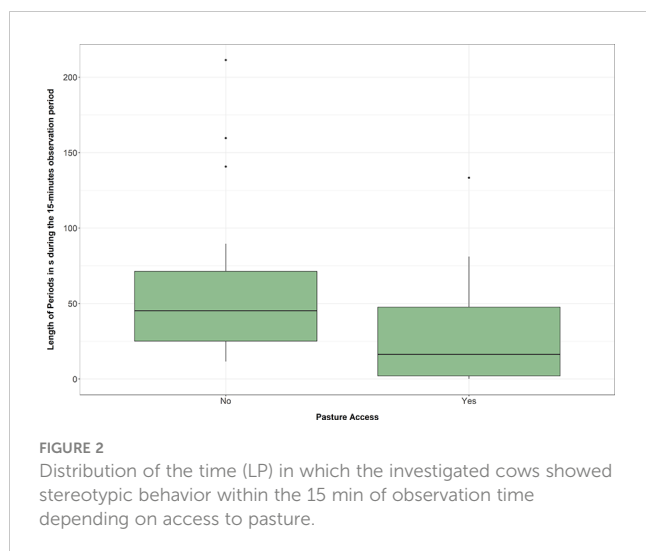 Length of Periods in s during the 15-minutes observation period
200
150
100
50
0
No
Yes
Pasture Access
FIGURE 2
Distribution of the time (LP) in which the investigated cows showed
stereotypic behavior within the 15 min of observation time
depending on access to pasture.